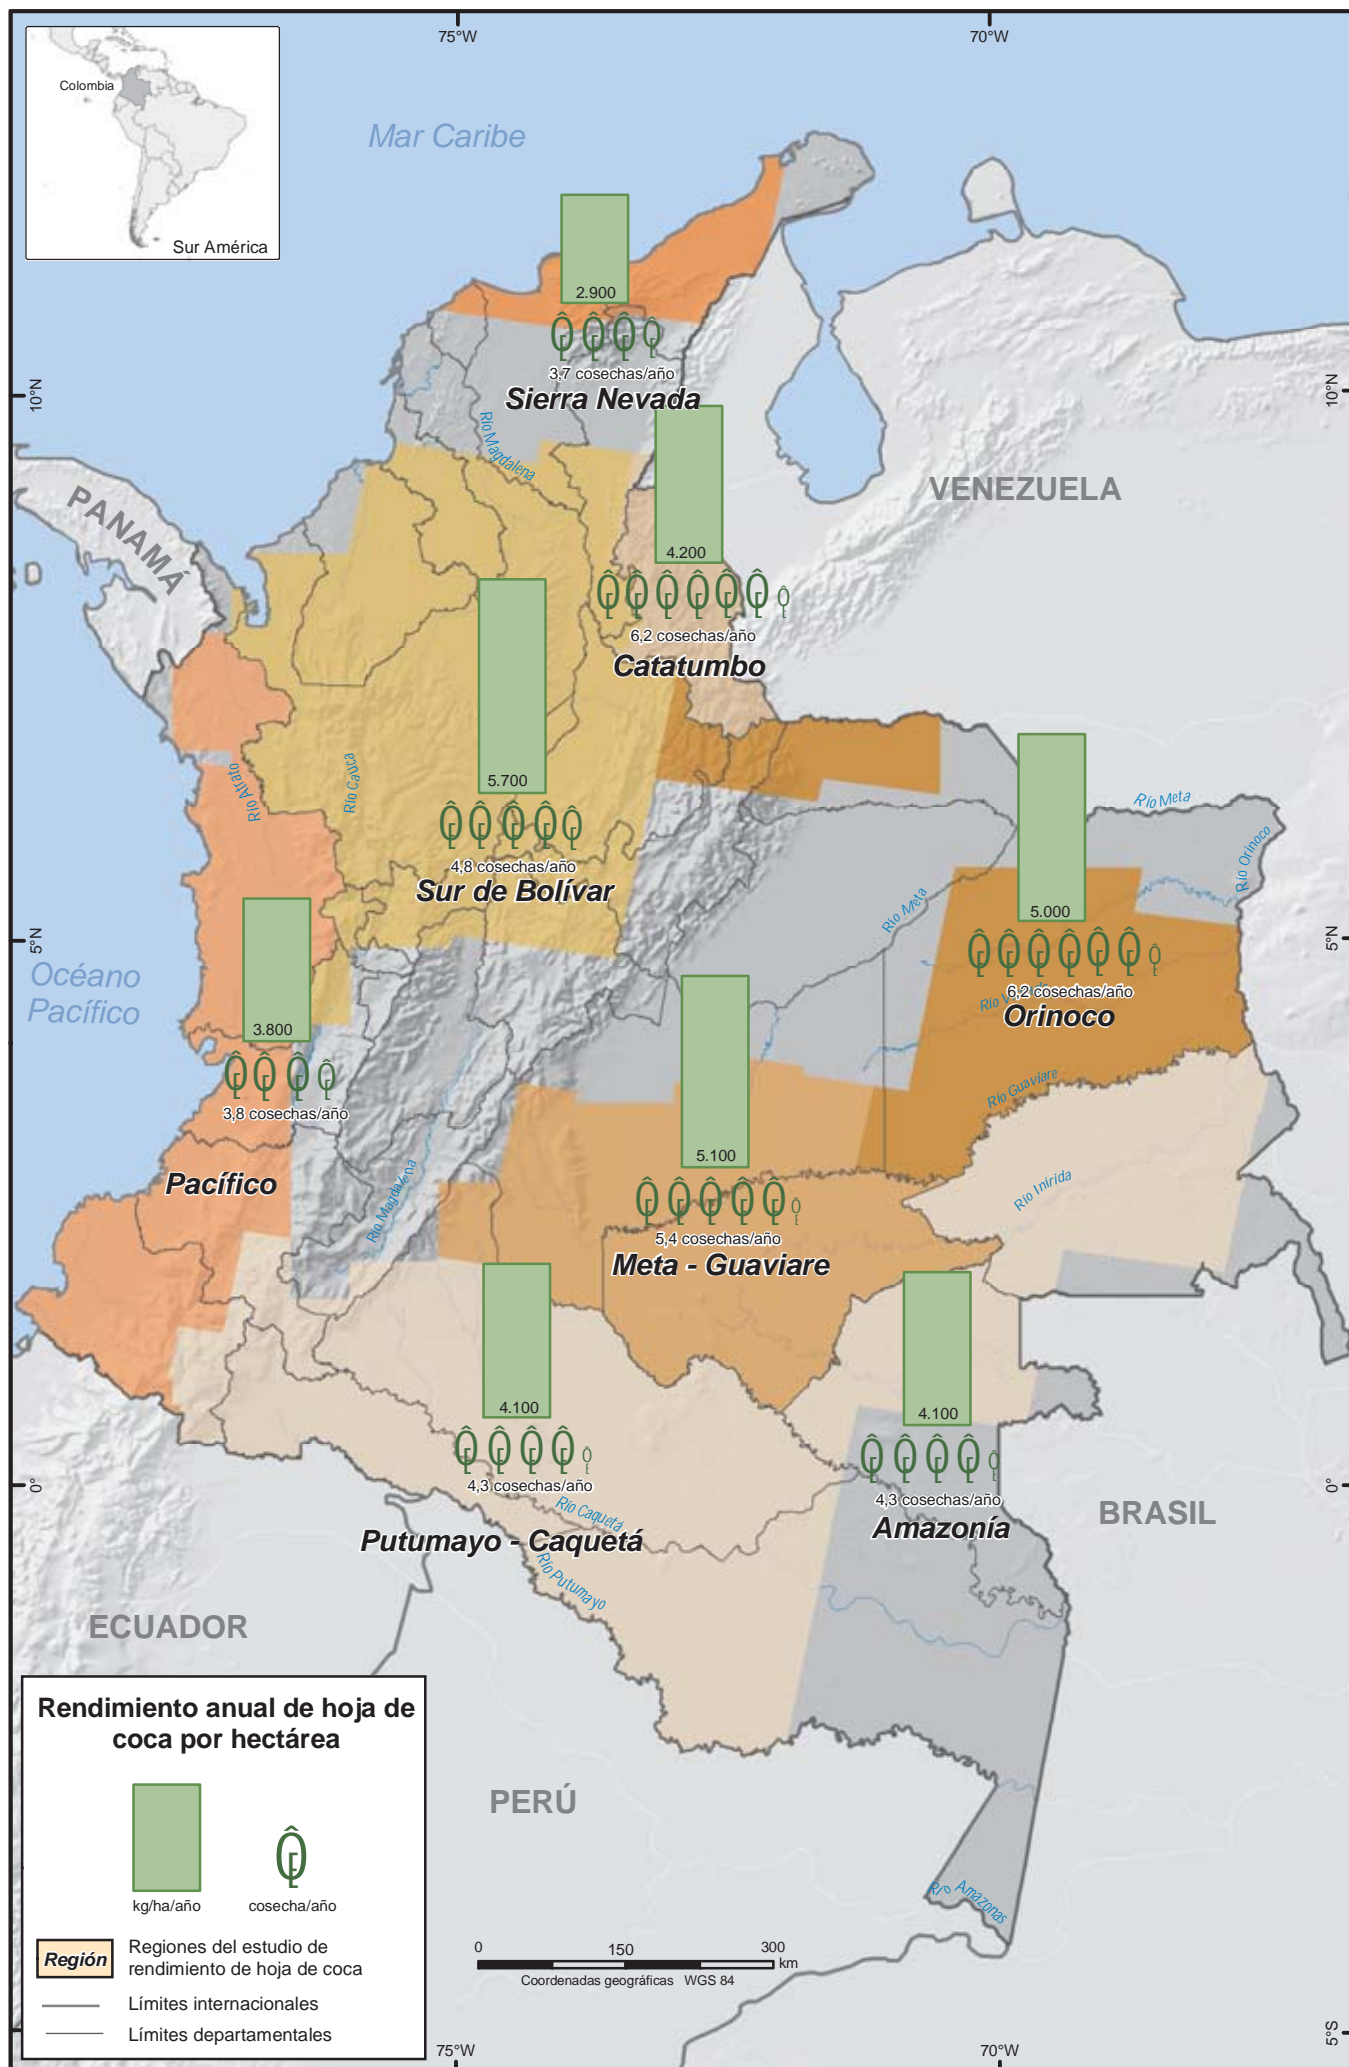 75°W
70°W
Colombia
Sur América
Mar Caribe
2.900
3,7 cosechas/año
Sierra Nevada
10°N
10°N
Río Magdalena
PANAMÁ
VENEZUELA
4.200
6,2 cosechas/año
Catatumbo
5.700
4,8 cosechas/año
Sur de Bolívar
Río Atrato
Río Cauca
Río Meta
Río Orinoco
Río Meta
5.000
6,2 cosechas/año
Orinoco
5°N
5°N
Océano
Pacífico
3.800
3,8 cosechas/año
Pacífico
Río Guaviare
5.100
5,4 cosechas/año
Meta - Guaviare
Río Magdalena
Río Inírida
4.100
4,3 cosechas/año
Putumayo - Caquetá
4.100
4,3 cosechas/año
Amazonía
0°
0°
Río Caquetá
Río Putumayo
BRASIL
ECUADOR
PERÚ
Río Amazonas
Rendimiento anual de hoja de
coca por hectárea
kg/ha/año
cosecha/año
Región
Regiones del estudio de
rendimiento de hoja de coca
Límites internacionales
Límites departamentales
0
150
300
km
Coordenadas geográficas WGS 84
5°S
75°W
70°W